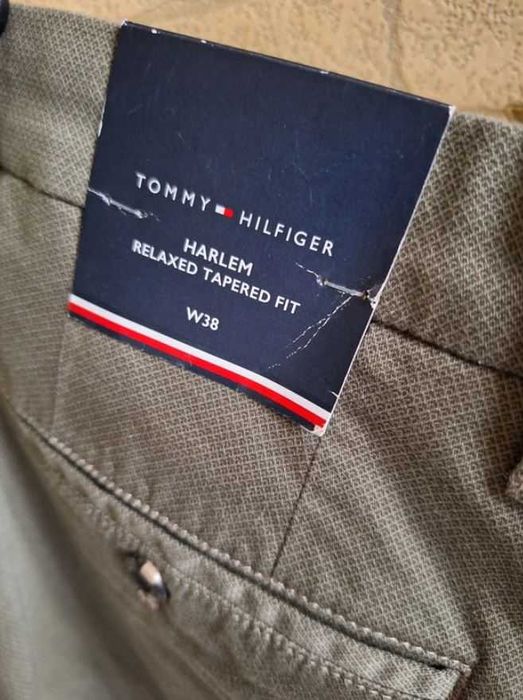 TOMMY HILFIGER
HARLEM
RELAXED TAPERED FIT
W38